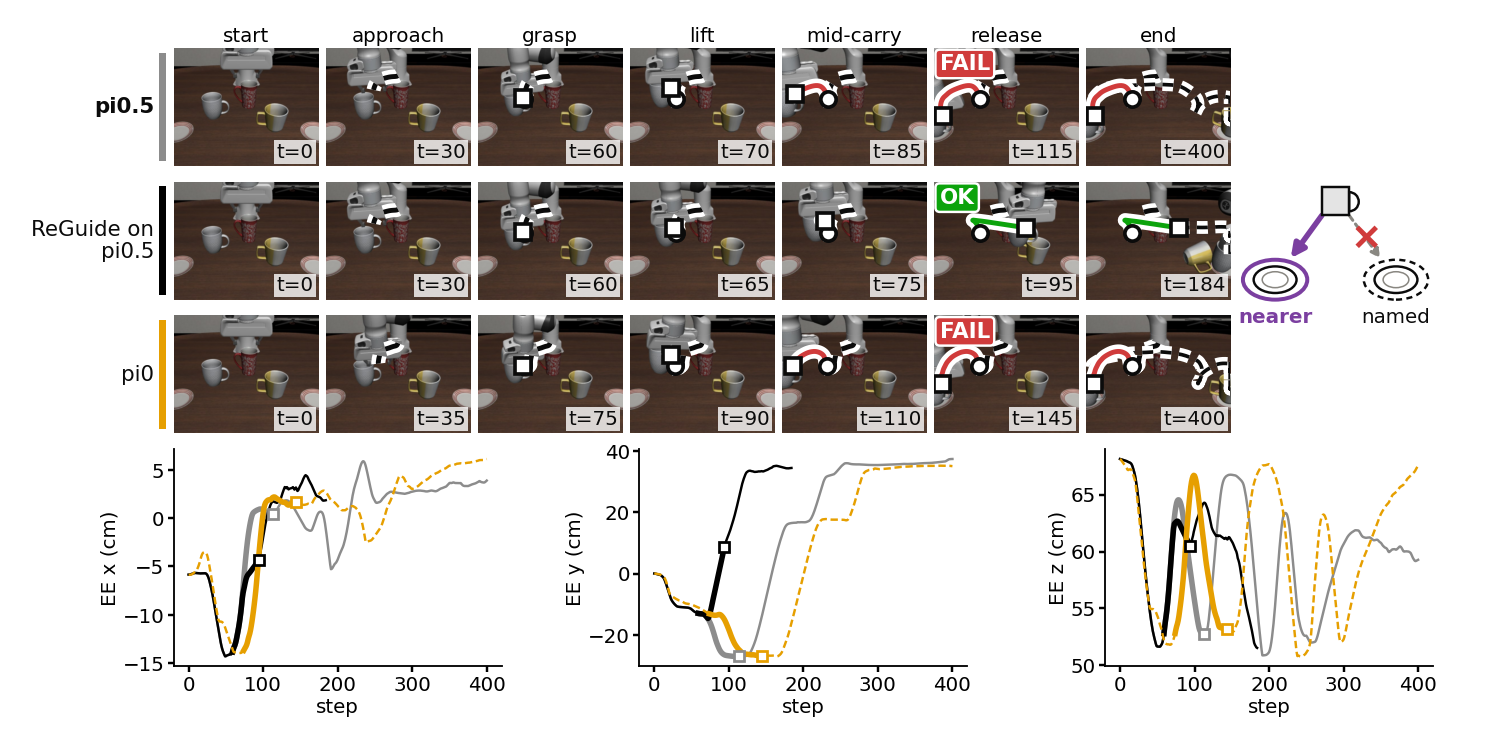 start approach grasp lift mid-carry release end
pi0.5
FAIL
t=0 t=30 t=60 t=70 t=85 t=115 t=400
ReGuide on
pi0.5
OK
t=0 t=30 t=60 t=65 t=75 t=95 t=184
nearer named
pi0
FAIL
t=0 t=35 t=75 t=90 t=110 t=145 t=400
EE x (cm)
5
0
−5
−10
−15
0 100 200 300 400
step
EE y (cm)
40
20
0
−20
0 100 200 300 400
step
EE z (cm)
65
60
55
50
0 100 200 300 400
step